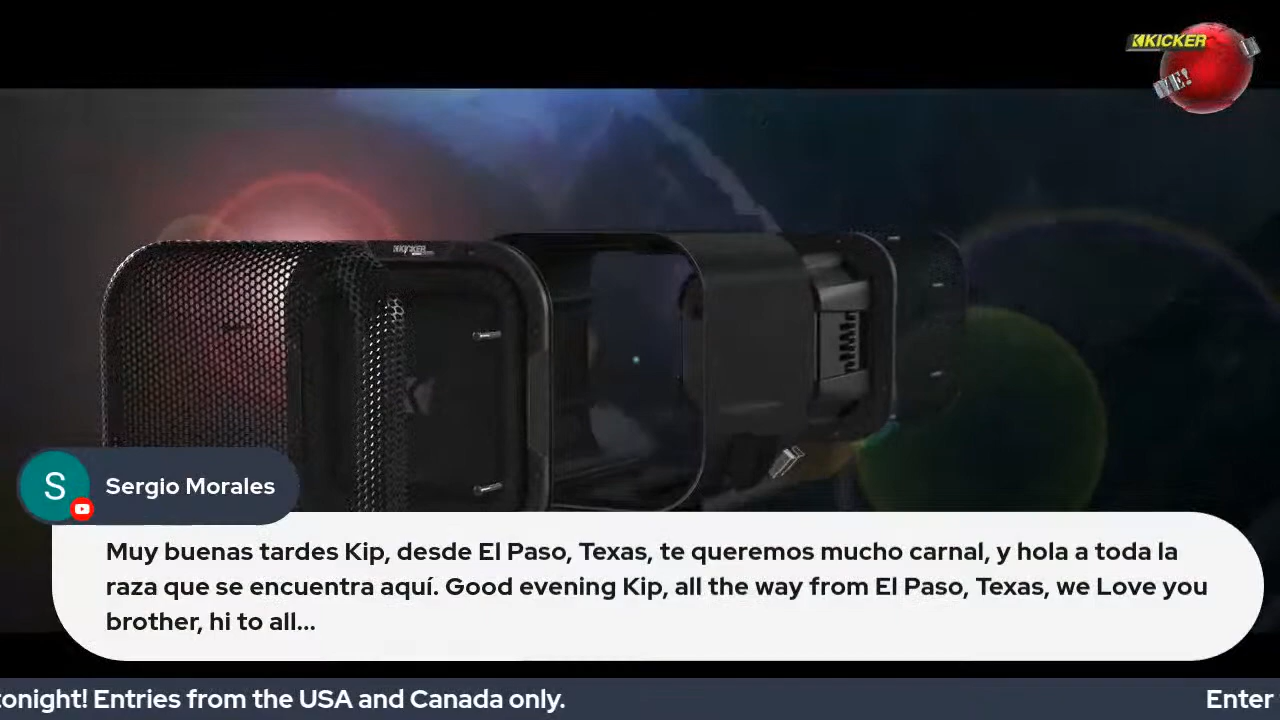 KICKER
KICKER
S
Sergio Morales
Muy buenas tardes Kip, desde El Paso, Texas, te queremos mucho carnal, y hola a toda la
raza que se encuentra aquí. Good evening Kip, all the way from El Paso, Texas, we Love you
brother, hi to all...
tonight! Entries from the USA and Canada only.
Enter